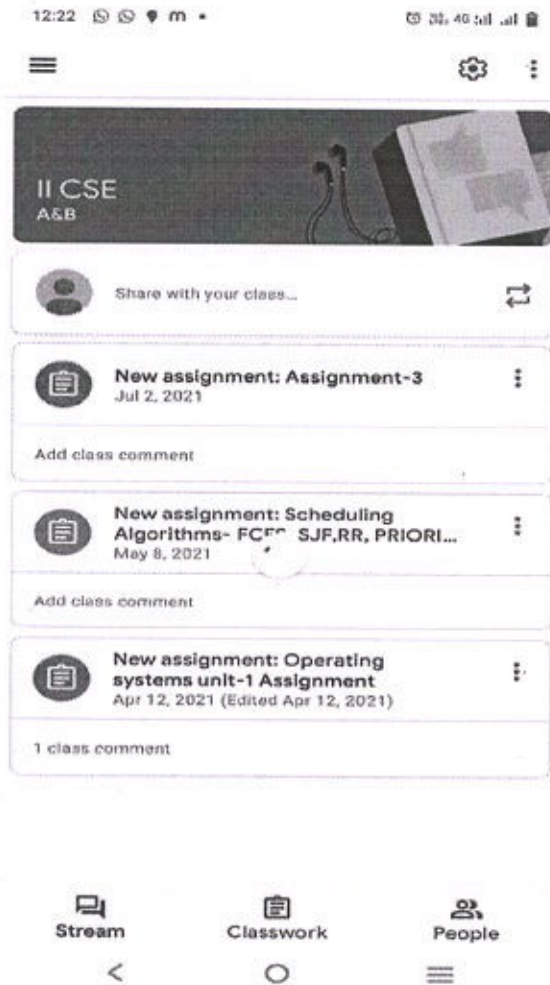 12:22 m 4G
II CSE
A&B
Share with your class...
New assignment: Assignment-3
Jul 2, 2021
Add class comment
New assignment: Scheduling
Algorithms- FCFS, SJF,RR, PRIORI...
May 8, 2021
Add class comment
New assignment: Operating
systems unit-1 Assignment
Apr 12, 2021 (Edited Apr 12, 2021)
1 class comment
Stream Classwork People